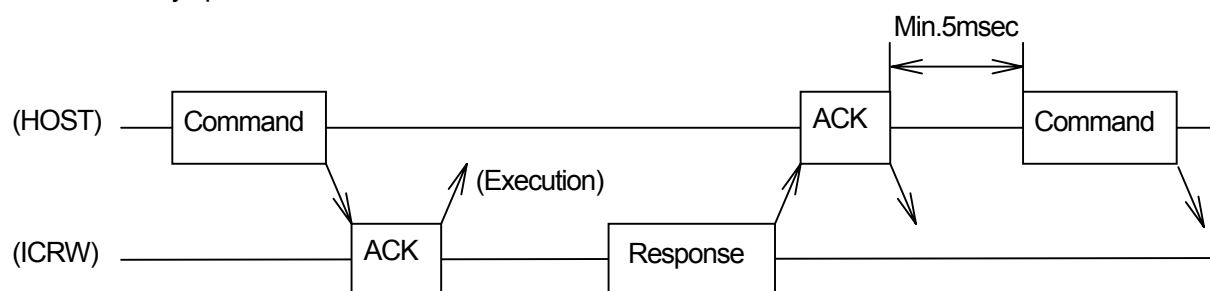 Min.5msec
(HOST)
Command
ACK
Command
(Execution)
(ICRW)
ACK
Response